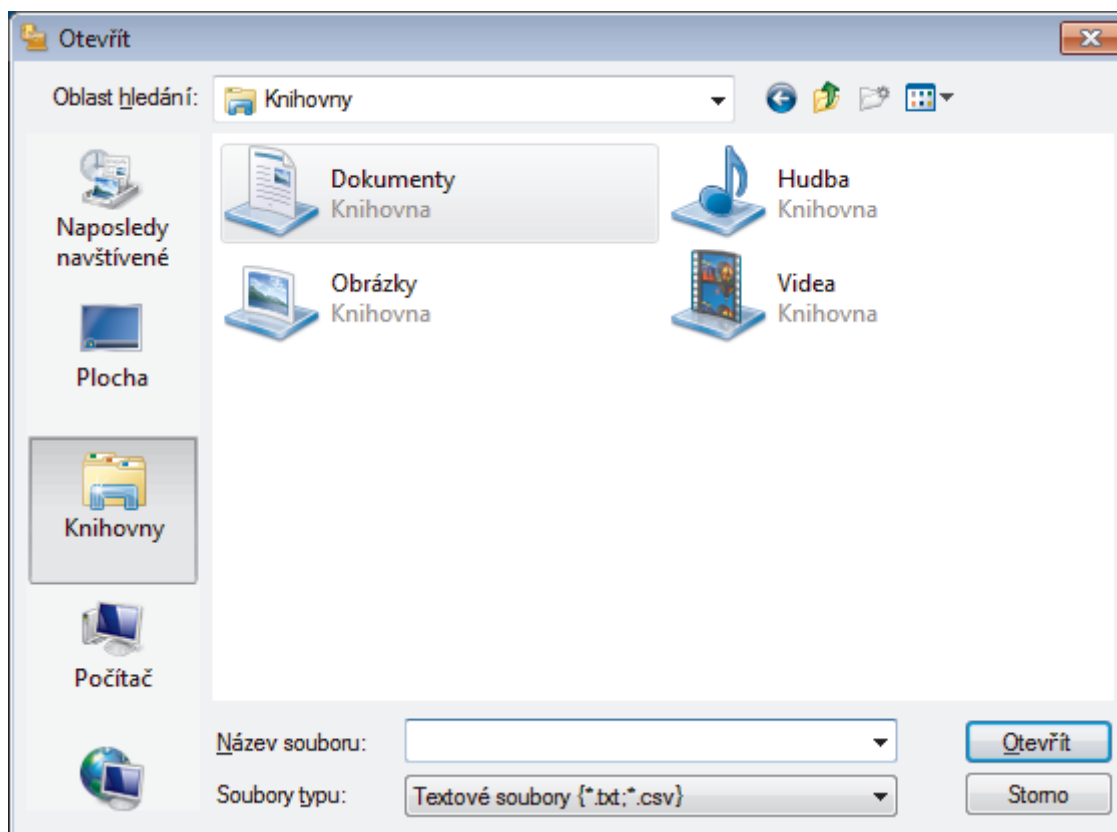 Otevřít
Oblast hledání:
Knihovny
Naposledy
navštívené
Plocha
Knihovny
Počítač
Dokumenty
Knihovna
Hudba
Knihovna
Obrázky
Knihovna
Videa
Knihovna
Název souboru:
Otevřít
Soubory typu:
Textové soubory {*.txt;*.csv}
Storno